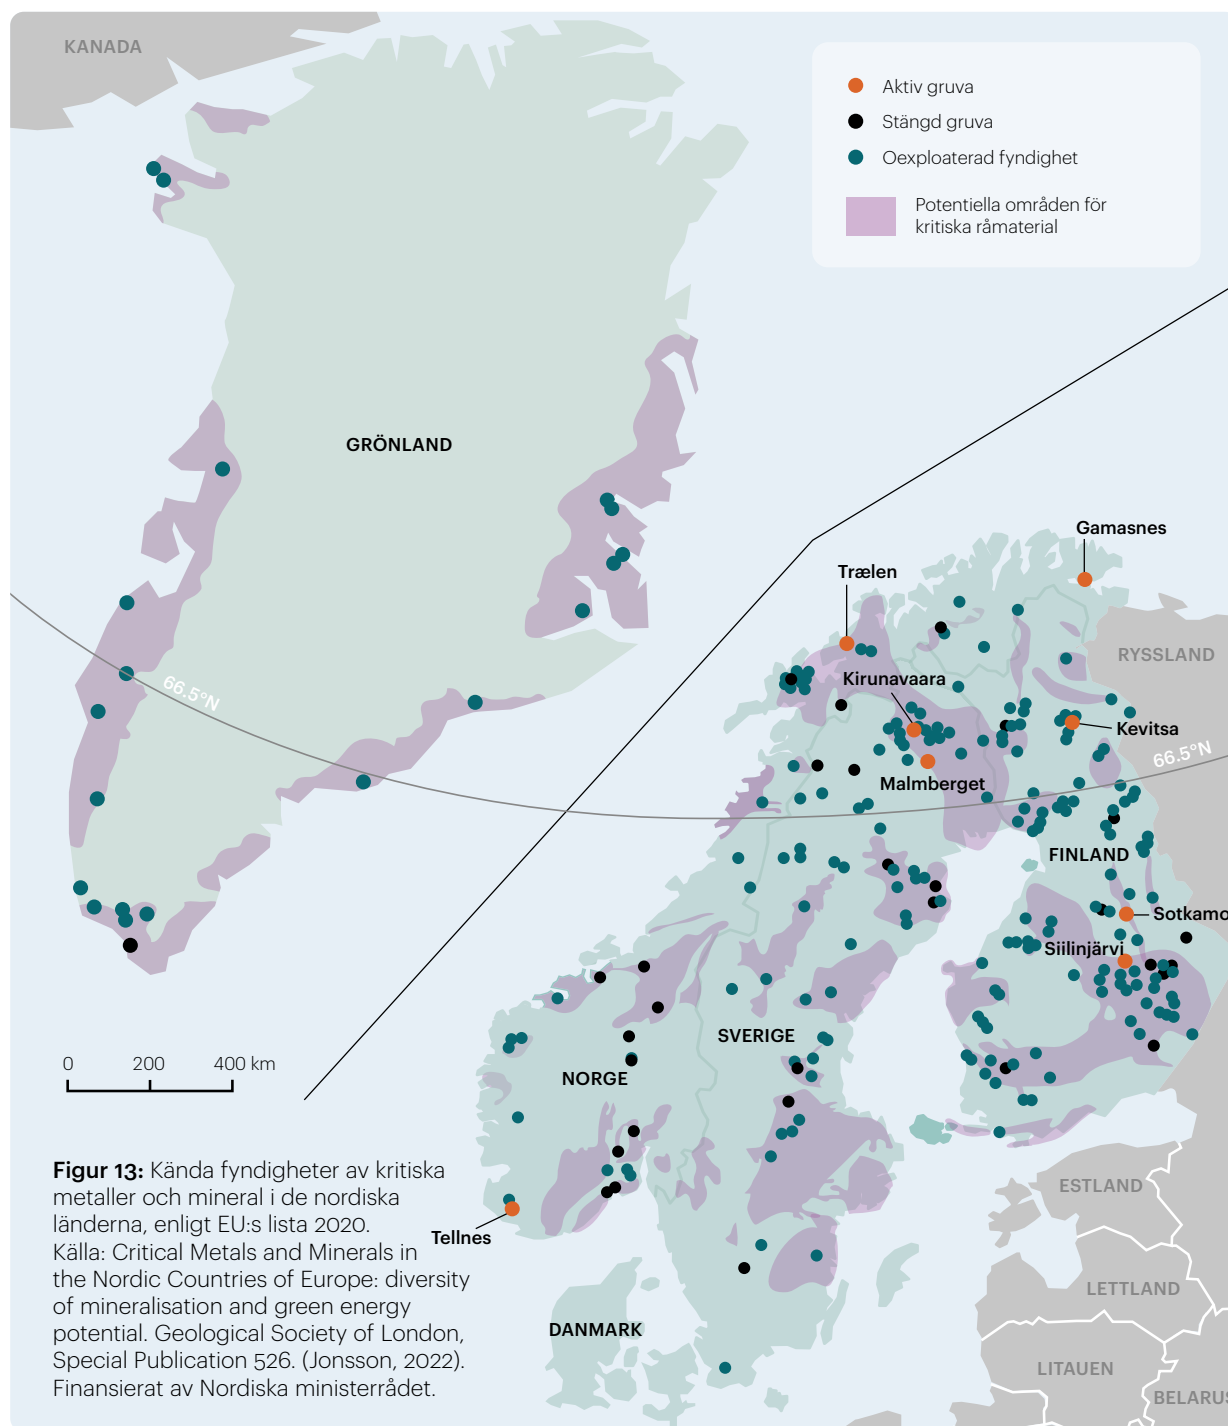 KANADA
Aktiv gruva
Stängd gruva
Oexploaterad fyndighet
Potentiella områden för
kritiska råmaterial
GRÖNLAND
Gamasnes
Trælen
RYSSLAND
Kirunavaara
66.5°N
Kevitsa
66.5°N
Malmberget
FINLAND
Sotkamo
Siilinjärvi
SVERIGE
0 200 400 km
NORGE
Figur 13: Kända fyndigheter av kritiska
metaller och mineral i de nordiska
länderna, enligt EU:s lista 2020.
Källa: Critical Metals and Minerals in
the Nordic Countries of Europe: diversity
of mineralisation and green energy
potential. Geological Society of London,
Special Publication 526. (Jonsson, 2022).
Finansierat av Nordiska ministerrådet.
Tellnes
ESTLAND
LETTLAND
DANMARK
LITAUEN
BELARUS